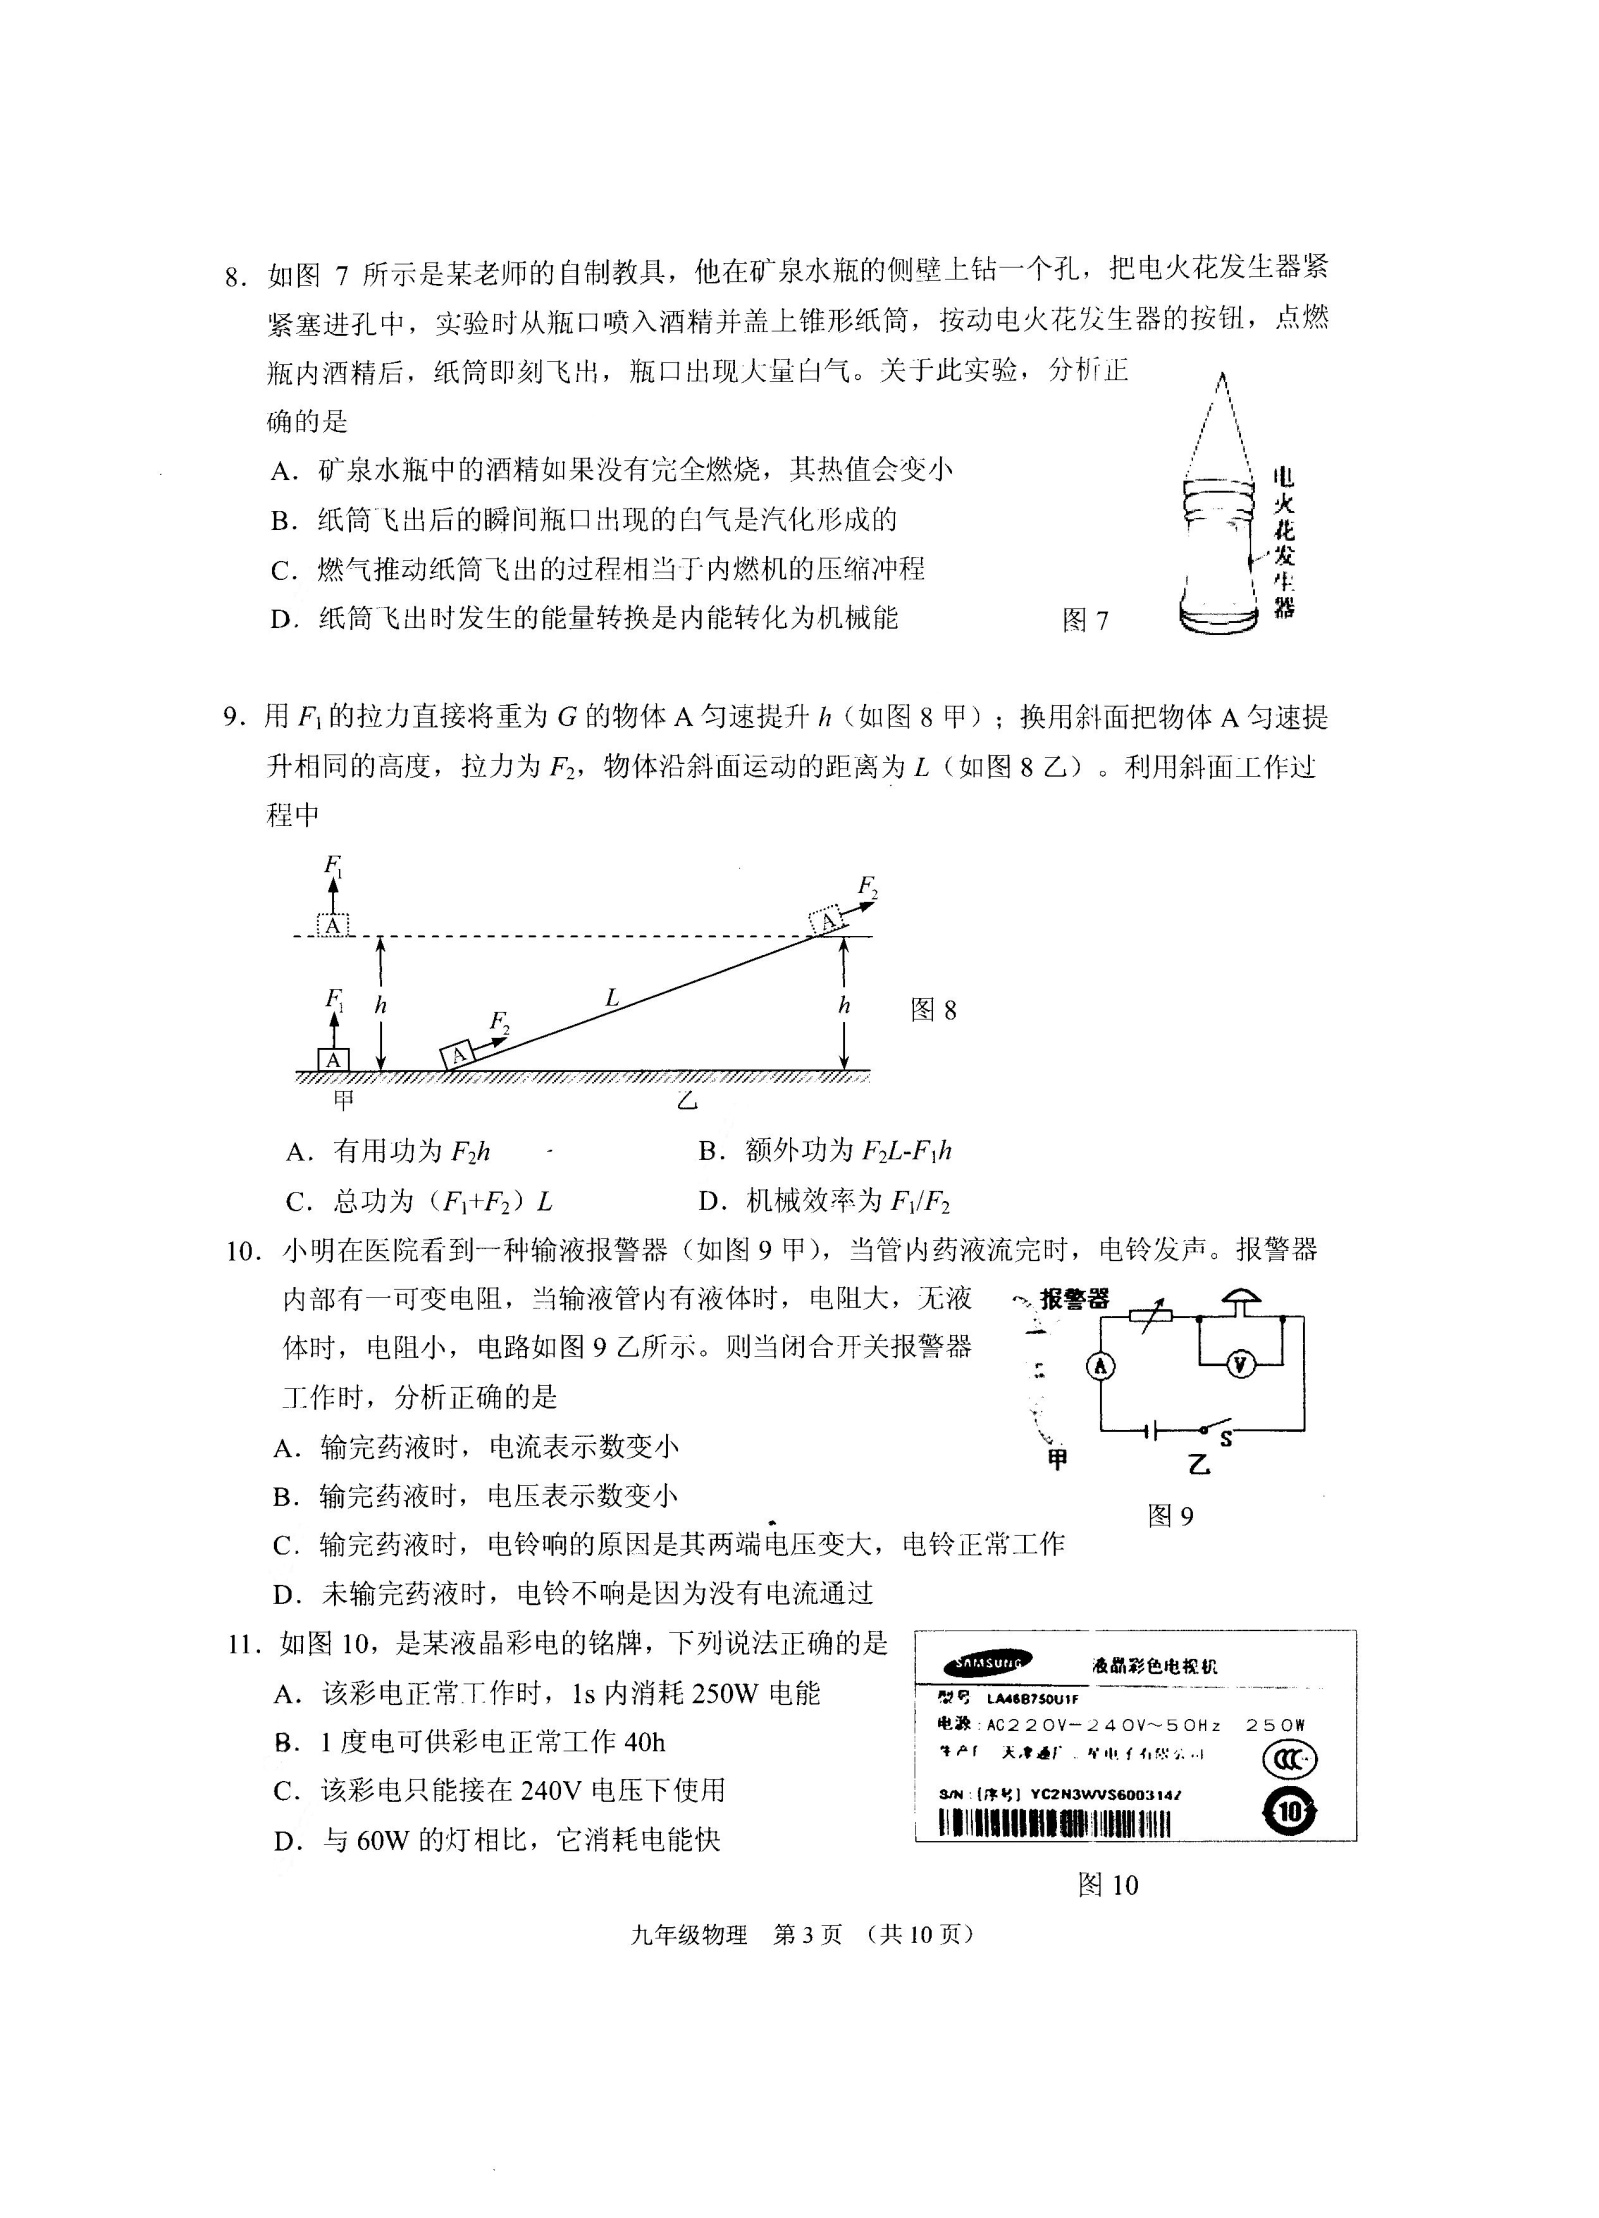 8. 如图 7 所示是某老师的自制教具，他在矿泉水瓶的侧壁上钻一个孔，把电火花发生器紧
紧塞进孔中，实验时从瓶口喷入酒精并盖上锥形纸筒，按动电火花发生器的按钮，点燃
瓶内酒精后，纸筒即刻飞出，瓶口出现大量白气。关于此实验，分析正
确的是
A．矿泉水瓶中的酒精如果没有完全燃烧，其热值会变小
B．纸筒飞出后的瞬间瓶口出现的白气是汽化形成的
C．燃气推动纸筒飞出的过程相当于内燃机的压缩冲程
D．纸筒飞出时发生的能量转换是内能转化为机械能
电火花发生器
图 7
9. 用 F₁ 的拉力直接将重为 G 的物体 A 匀速提升 h（如图 8 甲）；换用斜面把物体 A 匀速提
升相同的高度，拉力为 F₂，物体沿斜面运动的距离为 L（如图 8 乙）。利用斜面工作过
程中
F₁
A
F₂
A
F₁
h
L
h
图 8
F₂
A
A
甲
乙
A．有用功为 F₂h
B．额外功为 F₂L-F₁h
C．总功为（F₁+F₂）L
D．机械效率为 F₁/F₂
10. 小明在医院看到一种输液报警器（如图 9 甲），当管内药液流完时，电铃发声。报警器
内部有一可变电阻，当输液管内有液体时，电阻大，无液
体时，电阻小，电路如图 9 乙所示。则当闭合开关报警器
工作时，分析正确的是
报警器
A
V
S
甲
乙
图 9
A．输完药液时，电流表示数变小
B．输完药液时，电压表示数变小
C．输完药液时，电铃响的原因是其两端电压变大，电铃正常工作
D．未输完药液时，电铃不响是因为没有电流通过
11. 如图 10，是某液晶彩电的铭牌，下列说法正确的是
A．该彩电正常工作时，1s 内消耗 250W 电能
B．1 度电可供彩电正常工作 40h
C．该彩电只能接在 240V 电压下使用
D．与 60W 的灯相比，它消耗电能快
SAMSUNG
液晶彩色电视机
型号 LA46B750U1F
电源：AC220V-240V~50Hz 250W
生产厂 天津通广
CCC
S/N：[序号] YC2N3WVS600314
10
图 10
九年级物理 第 3 页 （共 10 页）